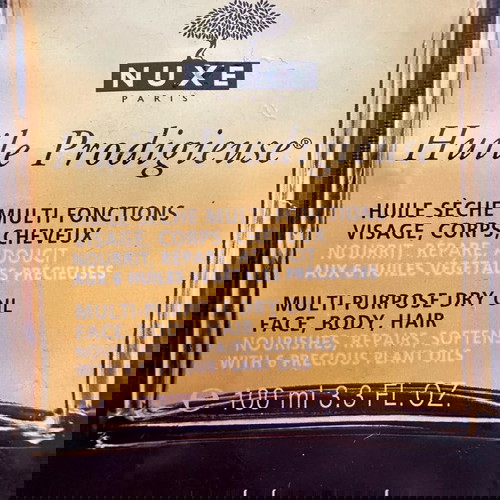 NUXE
PARIS
Huile Prodigieuse®
HUILE SÈCHE MULTI-FONCTIONS
VISAGE, CORPS, CHEVEUX
NOURRIT, RÉPARE, ADOUCIT
AUX 6 HUILES VÉGÉTALES PRÉCIEUSES
MULTI-PURPOSE DRY OIL
FACE, BODY, HAIR
NOURISHES, REPAIRS, SOFTENS
WITH 6 PRECIOUS PLANT OILS
℮ 100 ml 3.3 FL. OZ.